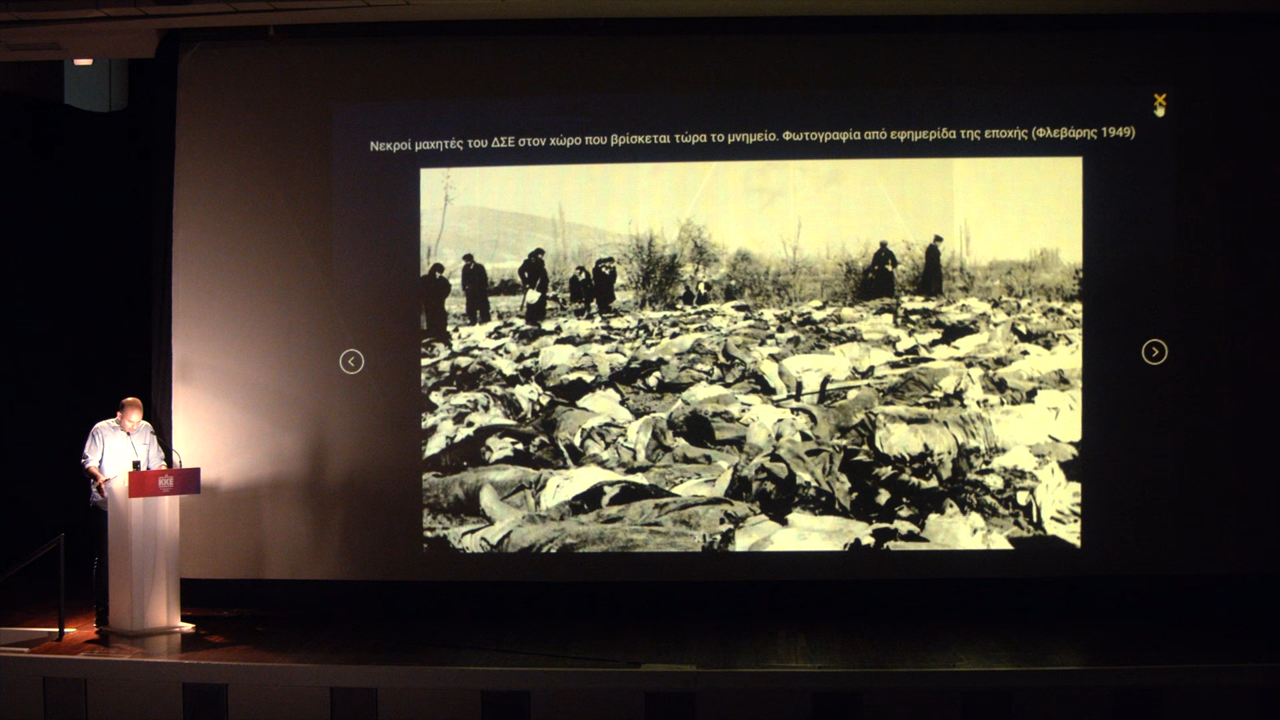 Νεκροί μαχητές του ΔΣΕ στον χώρο που βρίσκεται τώρα το μνημείο. Φωτογραφία από εφημερίδα της εποχής (Φλεβάρης 1949)
ΚΚΕ